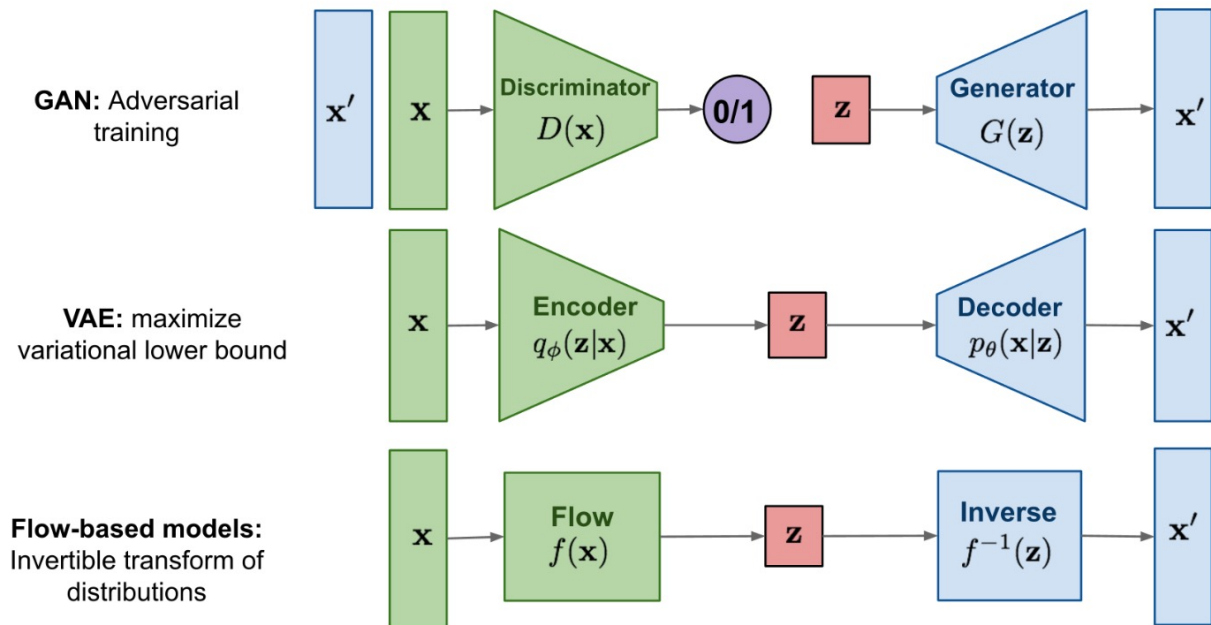 GAN: Adversarial
training
x′
x
Discriminator
D(x)
0/1
z
Generator
G(z)
x′
VAE: maximize
variational lower bound
x
Encoder
qϕ(z|x)
z
Decoder
pθ(x|z)
x′
Flow-based models:
Invertible transform of
distributions
x
Flow
f(x)
z
Inverse
f⁻¹(z)
x′